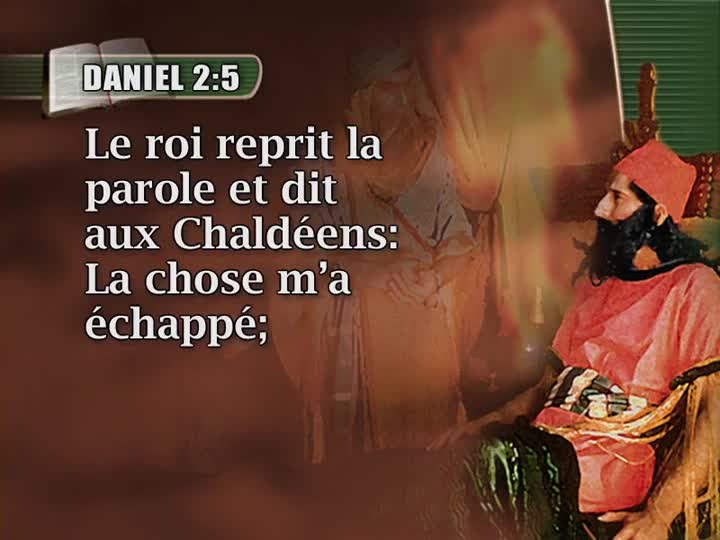 DANIEL 2:5
Le roi reprit la
parole et dit
aux Chaldéens:
La chose m’a
échappé;